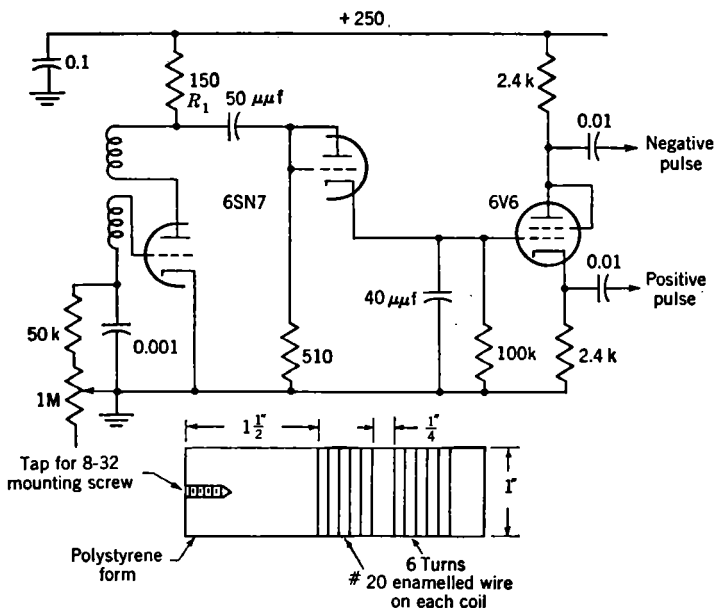 +250
0.1
150
R1
50 μμf
2.4 k
0.01
Negative
pulse
6SN7
6V6
0.01
Positive
pulse
40 μμf
50 k
0.001
510
100k
2.4 k
1M
1 1/2"
1/4"
Tap for 8-32
mounting screw
1"
Polystyrene
form
6 Turns
# 20 enamelled wire
on each coil